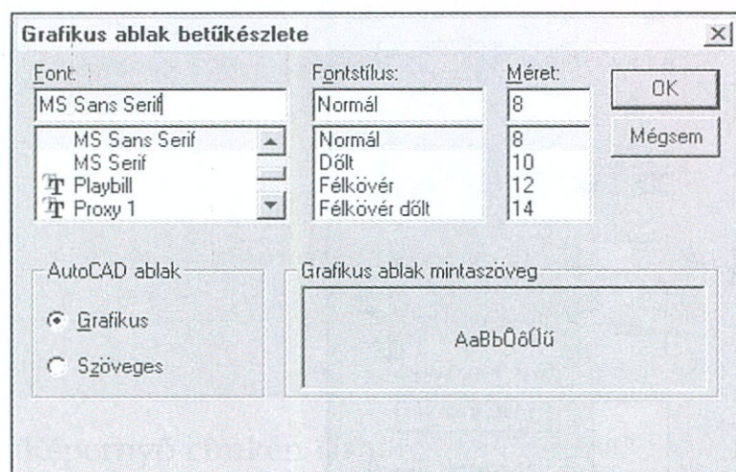 Grafikus ablak betűkészlete
Font:
MS Sans Serif
MS Sans Serif
MS Serif
Playbill
Proxy 1
Fontstílus:
Normál
Normál
Dőlt
Félkövér
Félkövér dőlt
Méret:
8
8
10
12
14
OK
Mégsem
AutoCAD ablak
Grafikus
Szöveges
Grafikus ablak mintaszöveg
AaBbÛôŰű